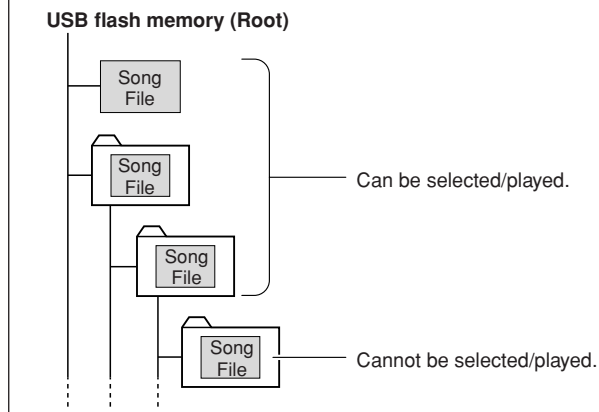 USB flash memory (Root)
Song
File
Song
File
Can be selected/played.
Song
File
Song
File
Cannot be selected/played.